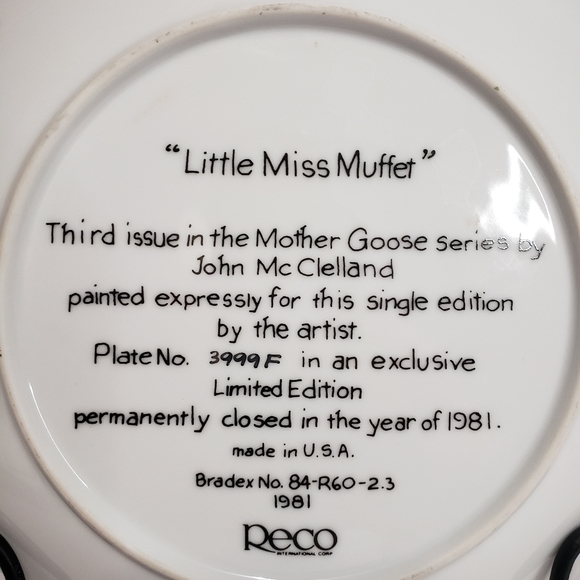 “Little Miss Muffet”
Third issue in the Mother Goose series by
John McClelland
painted expressly for this single edition
by the artist.
Plate No. 3999F in an exclusive
Limited Edition
permanently closed in the year of 1981.
made in U.S.A.
Bradex No. 84-R60-2.3
1981
Reco
INTERNATIONAL CORP